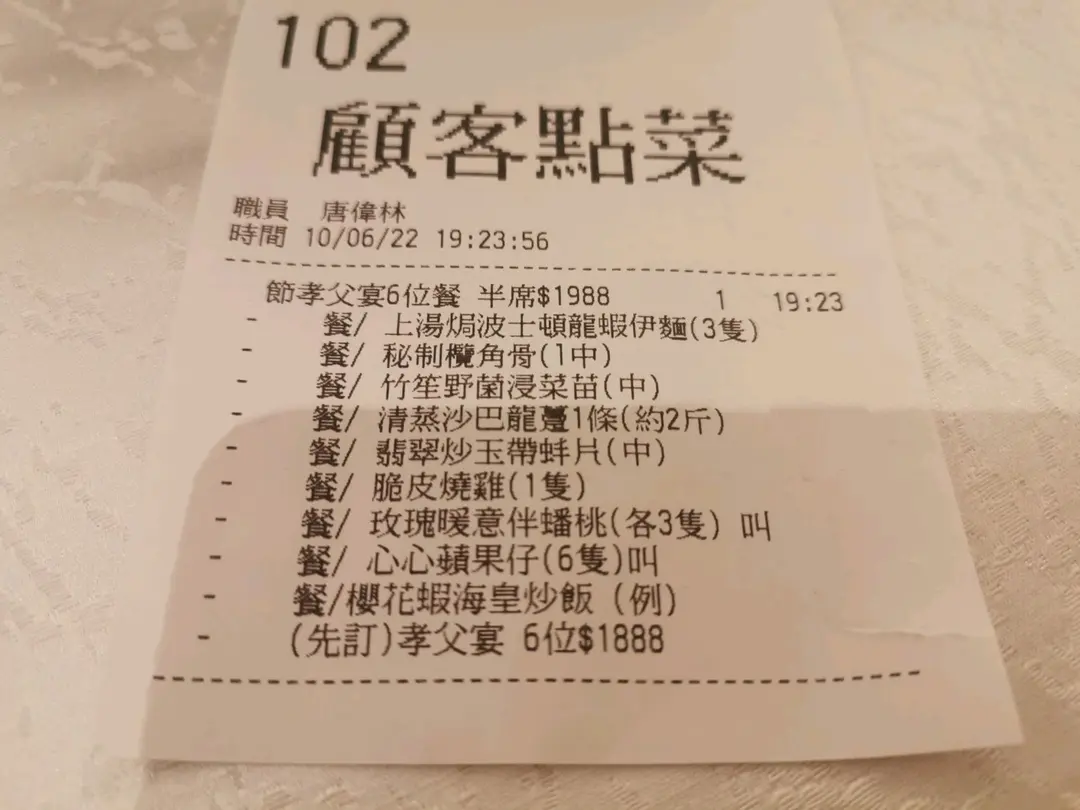 102
顧客點菜
職員 唐偉林
時間 10/06/22 19:23:56
節孝父宴6位餐 半席$1988 1 19:23
- 餐/ 上湯焗波士頓龍蝦伊麵(3隻)
- 餐/ 秘制欖角骨(1中)
- 餐/ 竹笙野菌浸菜苗(中)
- 餐/ 清蒸沙巴龍躉1條(約2斤)
- 餐/ 翡翠炒玉帶蚌片(中)
- 餐/ 脆皮燒雞(1隻)
- 餐/ 玫瑰暖意伴蟠桃(各3隻) 叫
- 餐/ 心心蘋果仔(6隻)叫
- 餐/櫻花蝦海皇炒飯 (例)
- (先訂)孝父宴 6位$1888